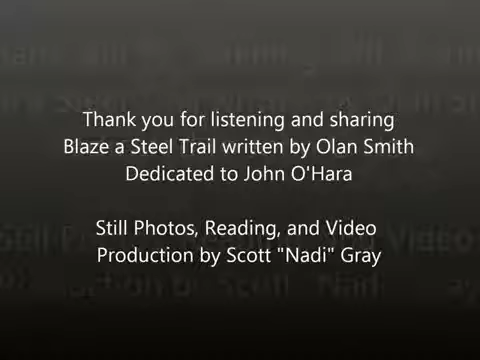 Thank you for listening and sharing
Blaze a Steel Trail written by Olan Smith
Dedicated to John O'Hara
Still Photos, Reading, and Video
Production by Scott "Nadi" Gray